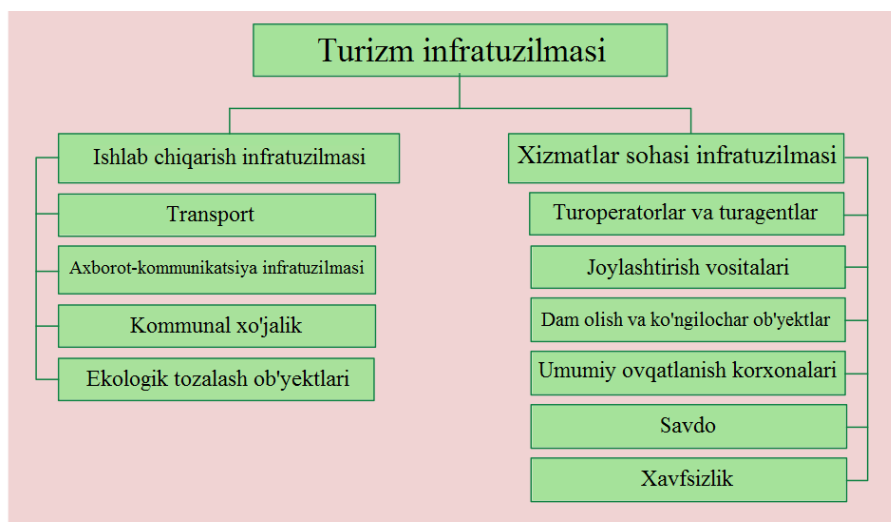 Turizm infratuzilmasi
Ishlab chiqarish infratuzilmasi
Transport
Axborot-kommunikatsiya infratuzilmasi
Kommunal xo'jalik
Ekologik tozalash ob'yektlari
Xizmatlar sohasi infratuzilmasi
Turoperatorlar va turagentlar
Joylashtirish vositalari
Dam olish va ko'ngilochar ob'yektlar
Umumiy ovqatlanish korxonalari
Savdo
Xavfsizlik